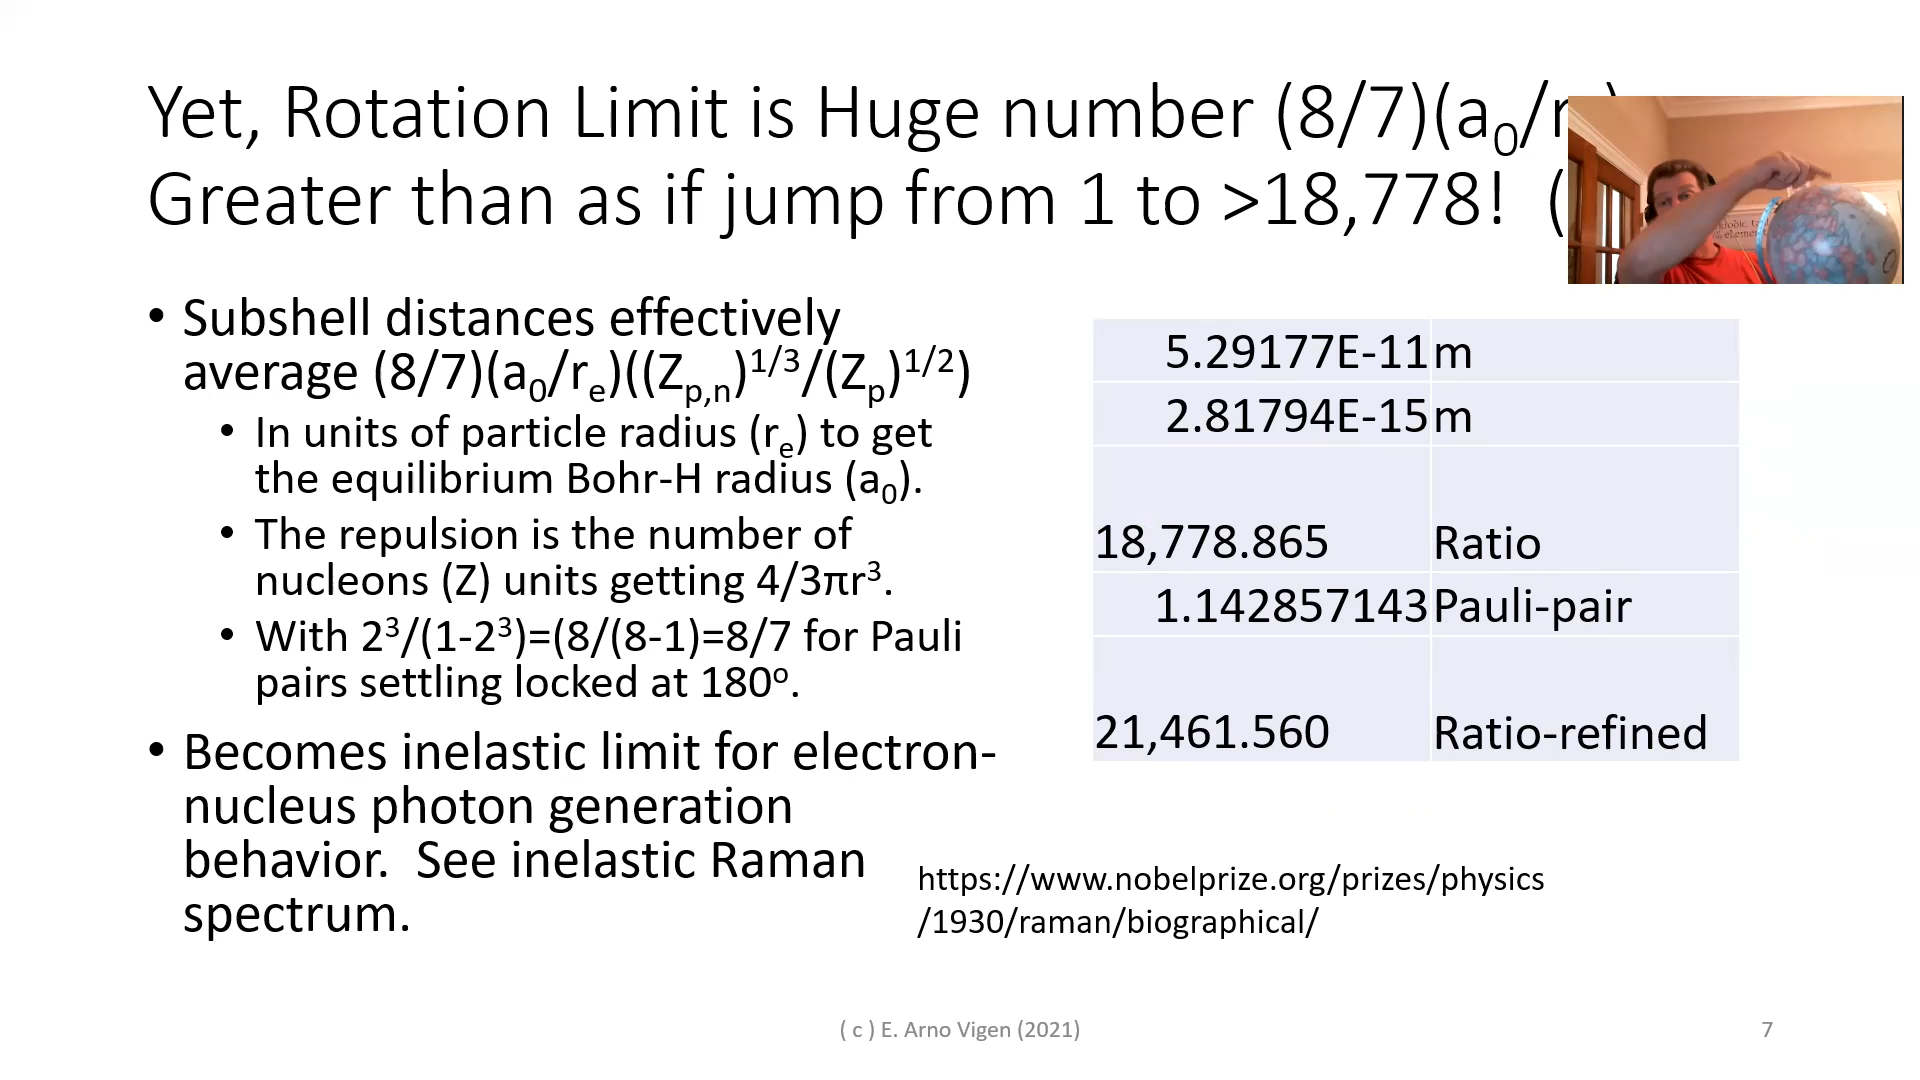 Yet, Rotation Limit is Huge number (8/7)(a₀/r
Greater than as if jump from 1 to >18,778! (
• Subshell distances effectively
average (8/7)(a₀/rₑ)((Zp,n)^1/3/(Zp)^1/2)
• In units of particle radius (rₑ) to get
the equilibrium Bohr-H radius (a₀).
• The repulsion is the number of
nucleons (Z) units getting 4/3πr³.
• With 2³/(1-2³)=(8/(8-1)=8/7 for Pauli
pairs settling locked at 180º.
• Becomes inelastic limit for electron-
nucleus photon generation
behavior. See inelastic Raman
spectrum.
5.29177E-11 m
2.81794E-15 m
18,778.865 Ratio
1.142857143 Pauli-pair
21,461.560 Ratio-refined
https://www.nobelprize.org/prizes/physics
/1930/raman/biographical/
( c ) E. Arno Vigen (2021)
7